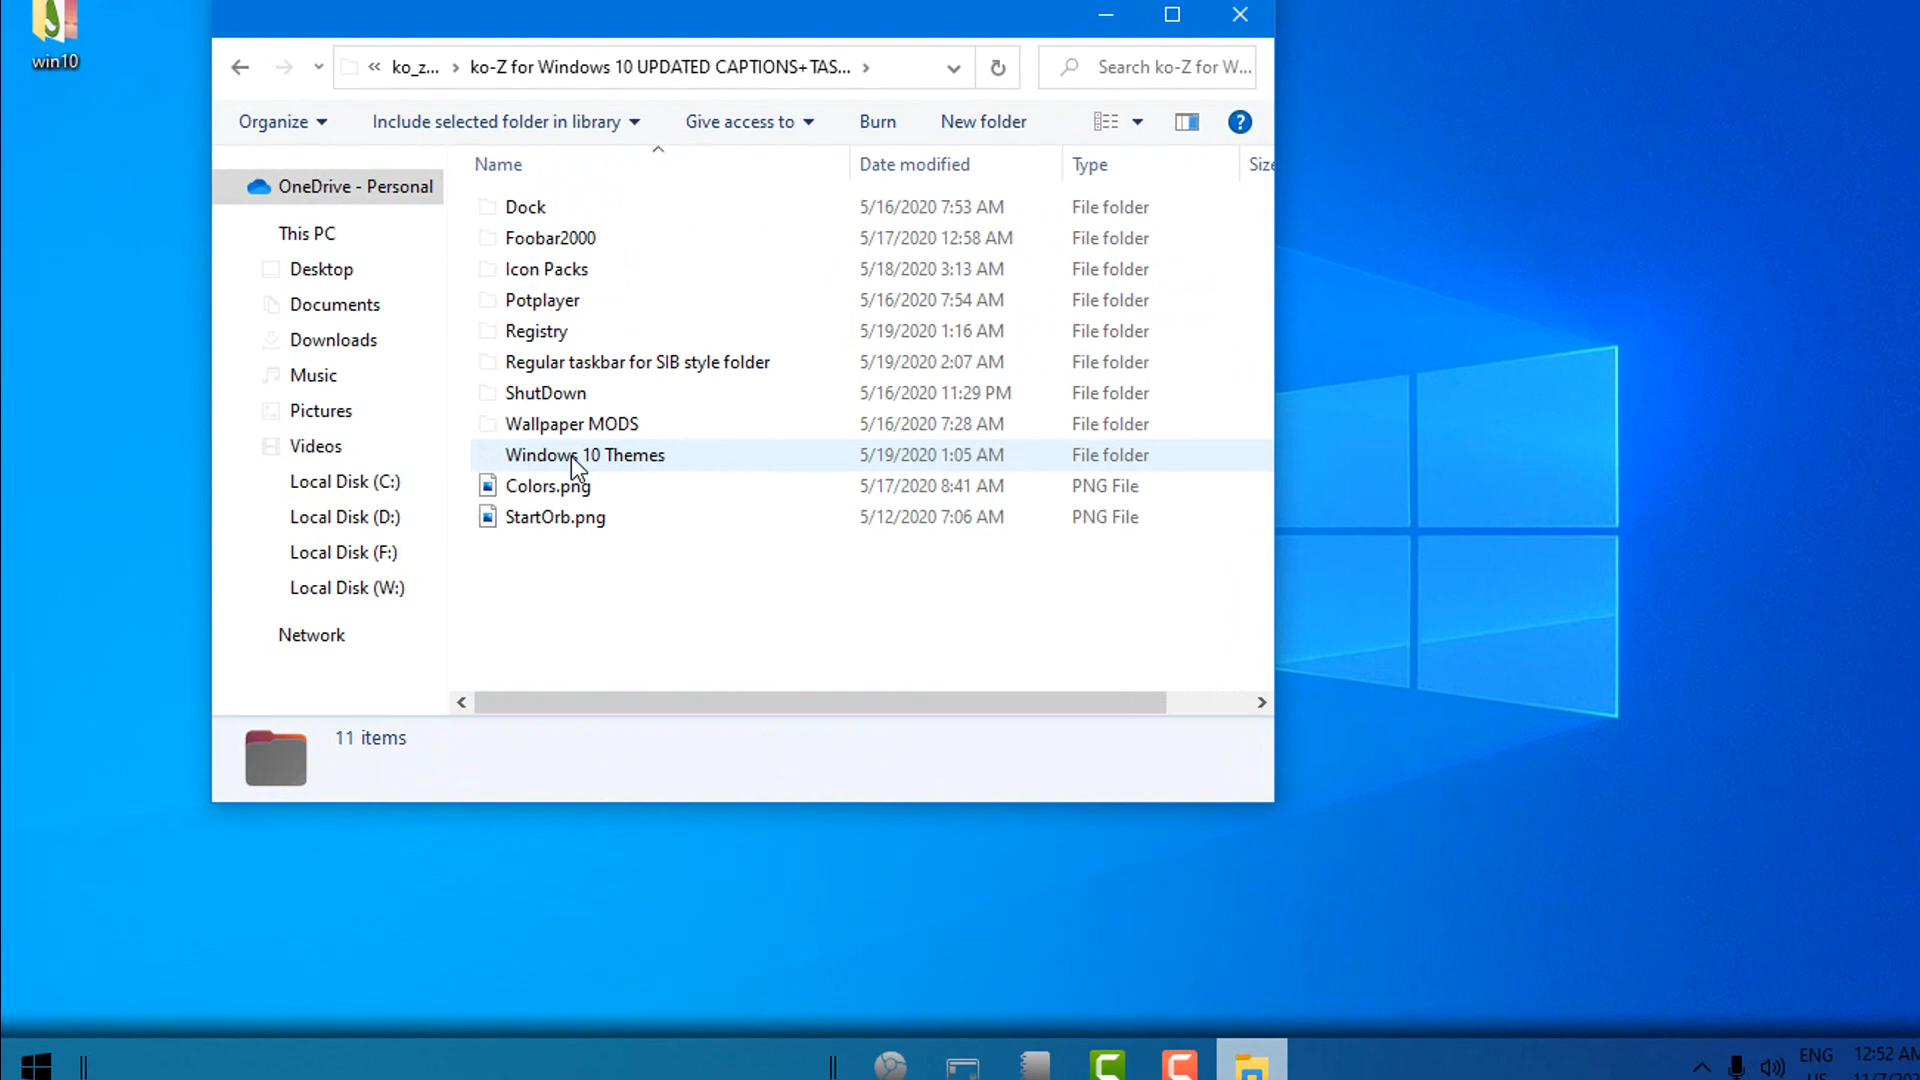 win10
ko_z... ko-Z for Windows 10 UPDATED CAPTIONS+TAS...
Search ko-Z for W...
Organize Include selected folder in library Give access to Burn New folder
Name Date modified Type Size
OneDrive - Personal
This PC
Desktop
Documents
Downloads
Music
Pictures
Videos
Local Disk (C:)
Local Disk (D:)
Local Disk (F:)
Local Disk (W:)
Network
Dock 5/16/2020 7:53 AM File folder
Foobar2000 5/17/2020 12:58 AM File folder
Icon Packs 5/18/2020 3:13 AM File folder
Potplayer 5/16/2020 7:54 AM File folder
Registry 5/19/2020 1:16 AM File folder
Regular taskbar for SIB style folder 5/19/2020 2:07 AM File folder
ShutDown 5/16/2020 11:29 PM File folder
Wallpaper MODS 5/16/2020 7:28 AM File folder
Windows 10 Themes 5/19/2020 1:05 AM File folder
Colors.png 5/17/2020 8:41 AM PNG File
StartOrb.png 5/12/2020 7:06 AM PNG File
11 items
ENG 12:52 AM
US